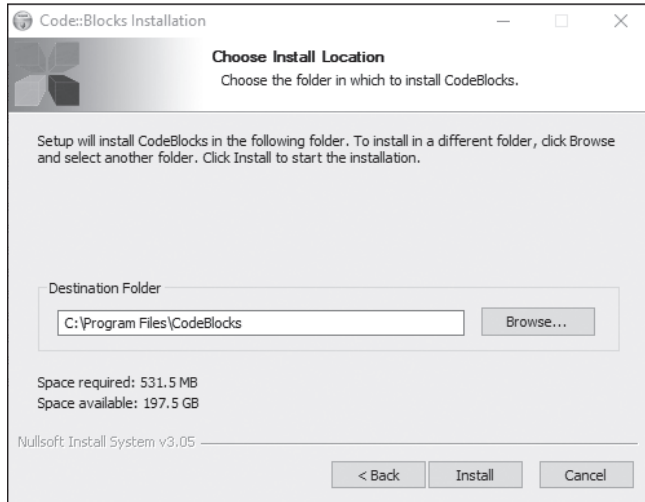 Code::Blocks Installation
Choose Install Location
Choose the folder in which to install CodeBlocks.
Setup will install CodeBlocks in the following folder. To install in a different folder, click Browse
and select another folder. Click Install to start the installation.
Destination Folder
C:\Program Files\CodeBlocks
Browse...
Space required: 531.5 MB
Space available: 197.5 GB
Nullsoft Install System v3.05
< Back
Install
Cancel